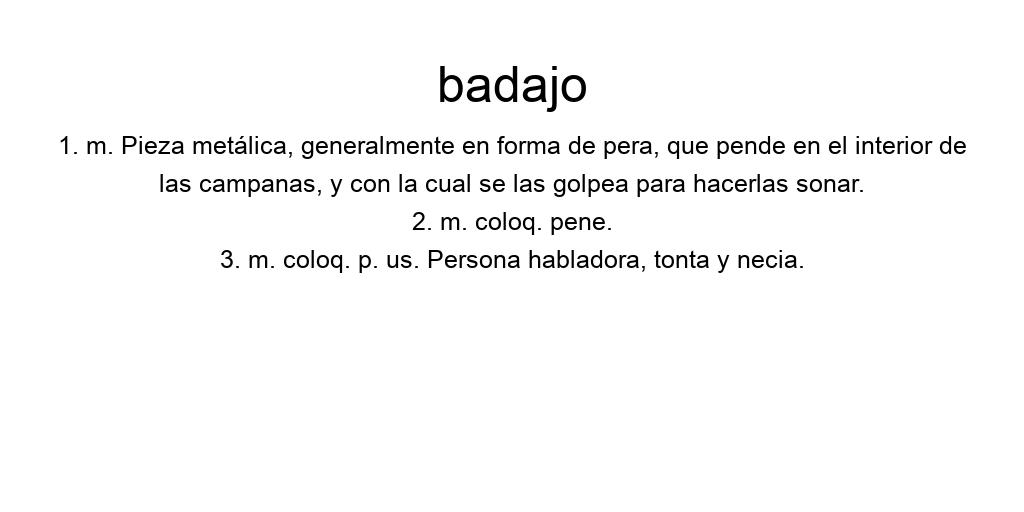 badajo
1. m. Pieza metálica, generalmente en forma de pera, que pende en el interior de
las campanas, y con la cual se las golpea para hacerlas sonar.
2. m. coloq. pene.
3. m. coloq. p. us. Persona habladora, tonta y necia.